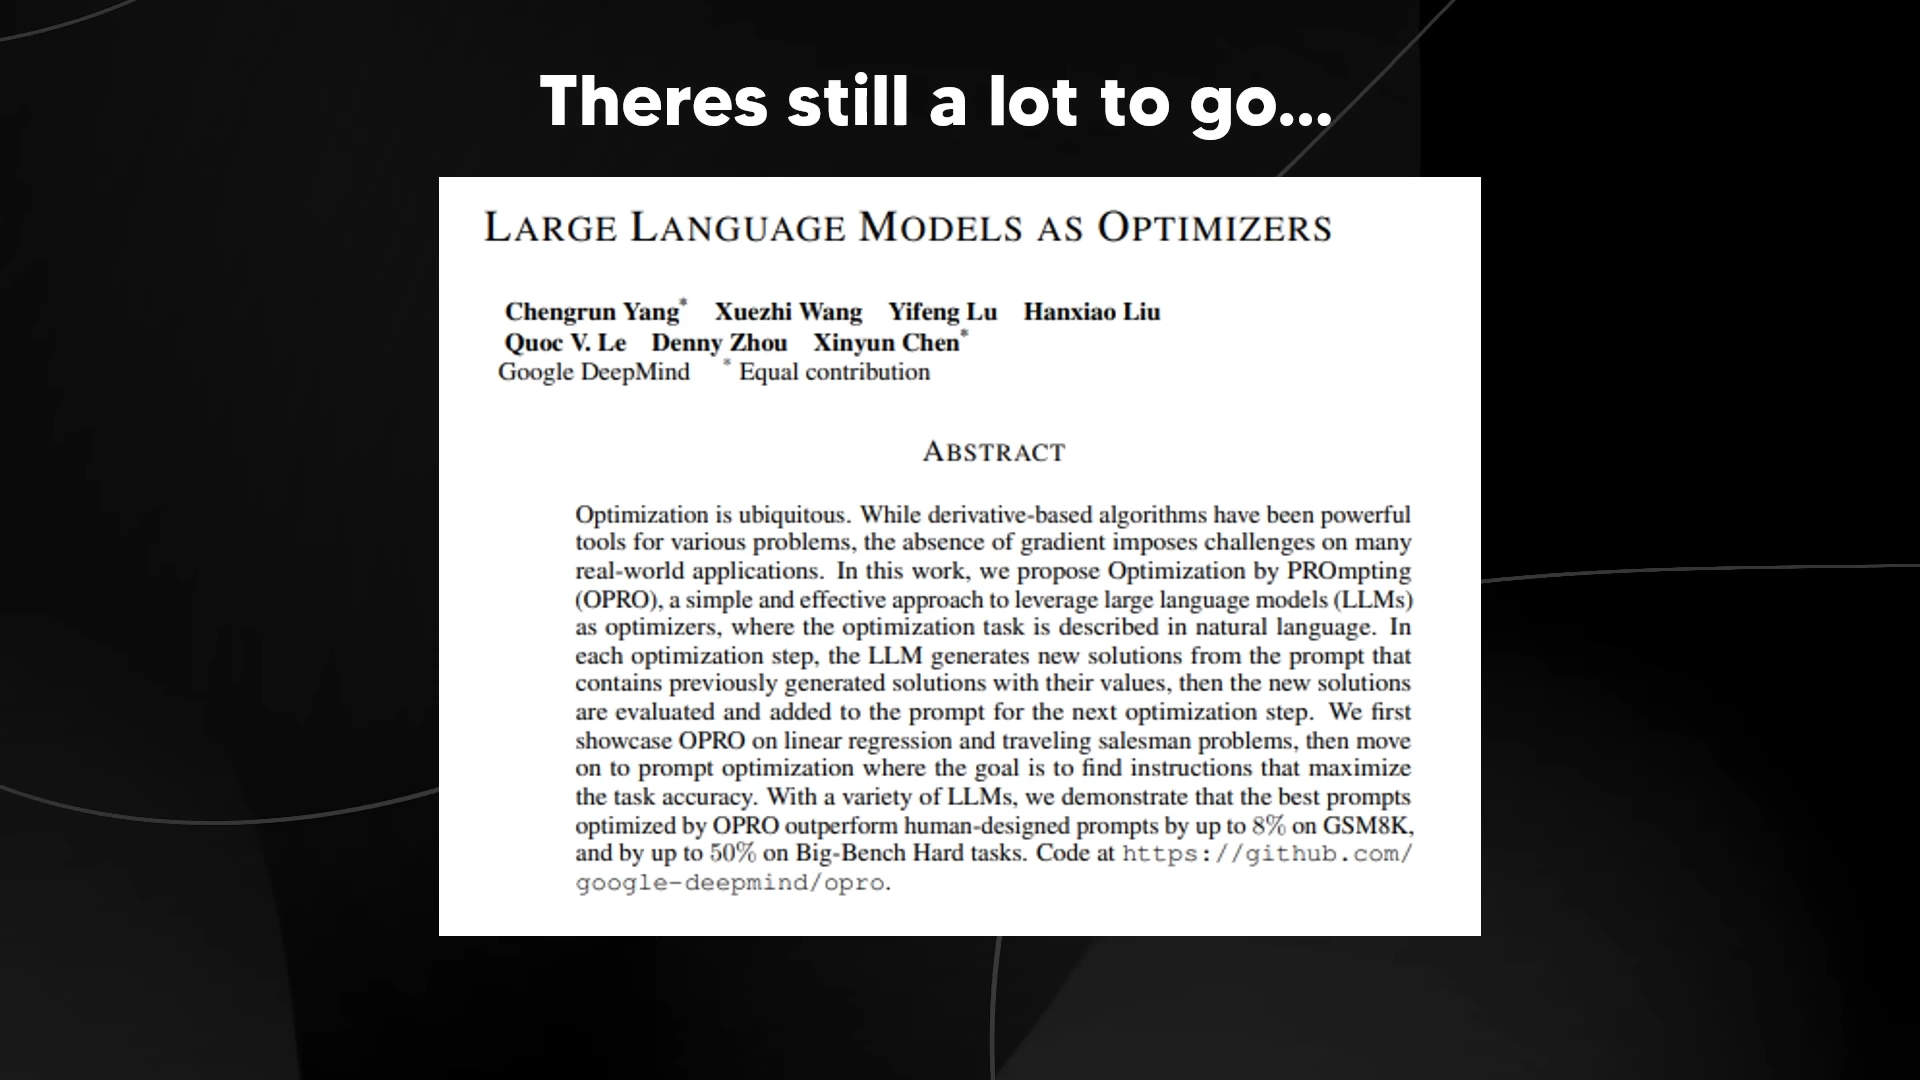 Theres still a lot to go...
LARGE LANGUAGE MODELS AS OPTIMIZERS
Chengrun Yang* Xuezhi Wang Yifeng Lu Hanxiao Liu
Quoc V. Le Denny Zhou Xinyun Chen*
Google DeepMind * Equal contribution
ABSTRACT
Optimization is ubiquitous. While derivative-based algorithms have been powerful
tools for various problems, the absence of gradient imposes challenges on many
real-world applications. In this work, we propose Optimization by PROmpting
(OPRO), a simple and effective approach to leverage large language models (LLMs)
as optimizers, where the optimization task is described in natural language. In
each optimization step, the LLM generates new solutions from the prompt that
contains previously generated solutions with their values, then the new solutions
are evaluated and added to the prompt for the next optimization step. We first
showcase OPRO on linear regression and traveling salesman problems, then move
on to prompt optimization where the goal is to find instructions that maximize
the task accuracy. With a variety of LLMs, we demonstrate that the best prompts
optimized by OPRO outperform human-designed prompts by up to 8% on GSM8K,
and by up to 50% on Big-Bench Hard tasks. Code at https://github.com/
google-deepmind/opro.